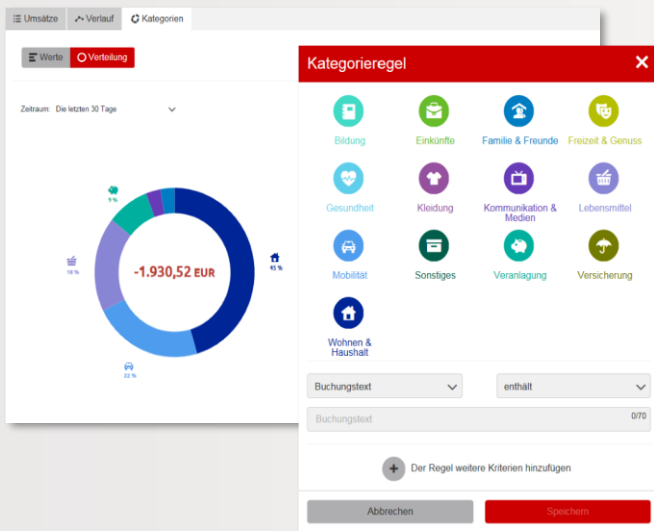 Umsätze
Verlauf
Kategorien
Werte
Verteilung
Zeitraum: Die letzten 30 Tage
9 %
18 %
-1.930,52 EUR
45 %
22 %
Kategorieregel
Bildung
Einkünfte
Familie & Freunde
Freizeit & Genuss
Gesundheit
Kleidung
Kommunikation &
Medien
Lebensmittel
Mobilität
Sonstiges
Veranlagung
Versicherung
Wohnen &
Haushalt
Buchungstext
enthält
Buchungstext
0/70
Der Regel weitere Kriterien hinzufügen
Abbrechen
Speichern